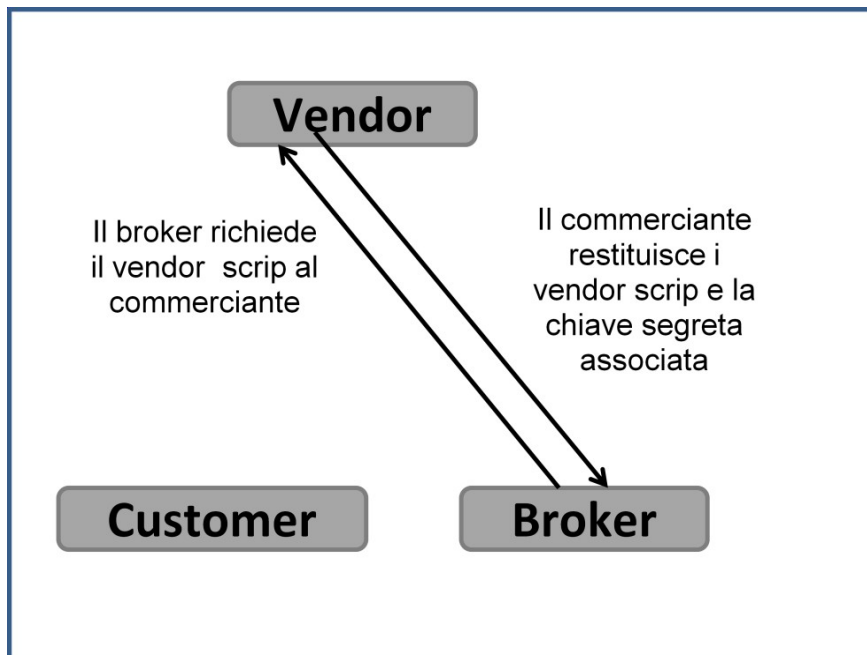 Vendor
Il broker richiede
il vendor  scrip al
commerciante
Il commerciante
restituisce i
vendor scrip e la
chiave segreta
associata
Customer
Broker